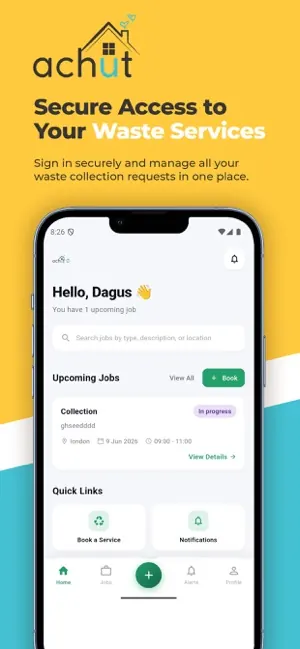 achut
Secure Access to
Your Waste Services
Sign in securely and manage all your
waste collection requests in one place.
8:26
achut
Hello, Dagus 👋
You have 1 upcoming job
Search jobs by type, description, or location
Upcoming Jobs View All + Book
Collection In progress
ghseedddd
london 9 Jun 2026 09:00 - 11:00
View Details →
Quick Links
Book a Service Notifications
Home Jobs + Alerts Profile